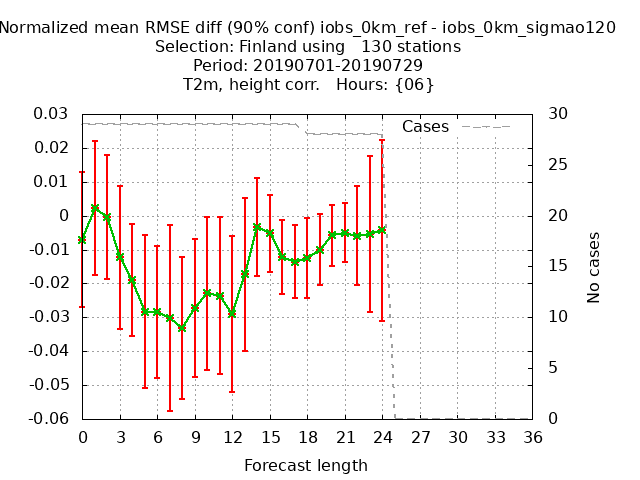 Normalized mean RMSE diff (90% conf) iobs_0km_ref - iobs_0km_sigmao120
Selection: Finland using 130 stations
Period: 20190701-20190729
T2m, height corr. Hours: {06}
Cases
0.03
0.02
0.01
0
-0.01
-0.02
-0.03
-0.04
-0.05
-0.06
30
25
20
15
10
5
0
No cases
0 3 6 9 12 15 18 21 24 27 30 33 36
Forecast length